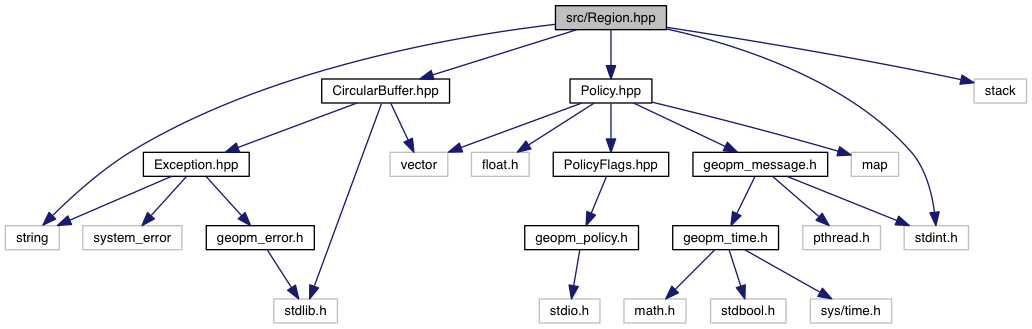 src/Region.hpp
CircularBuffer.hpp
Policy.hpp
stack
Exception.hpp
vector
float.h
PolicyFlags.hpp
geopm_message.h
map
string
system_error
geopm_error.h
geopm_policy.h
geopm_time.h
pthread.h
stdint.h
stdlib.h
stdio.h
math.h
stdbool.h
sys/time.h